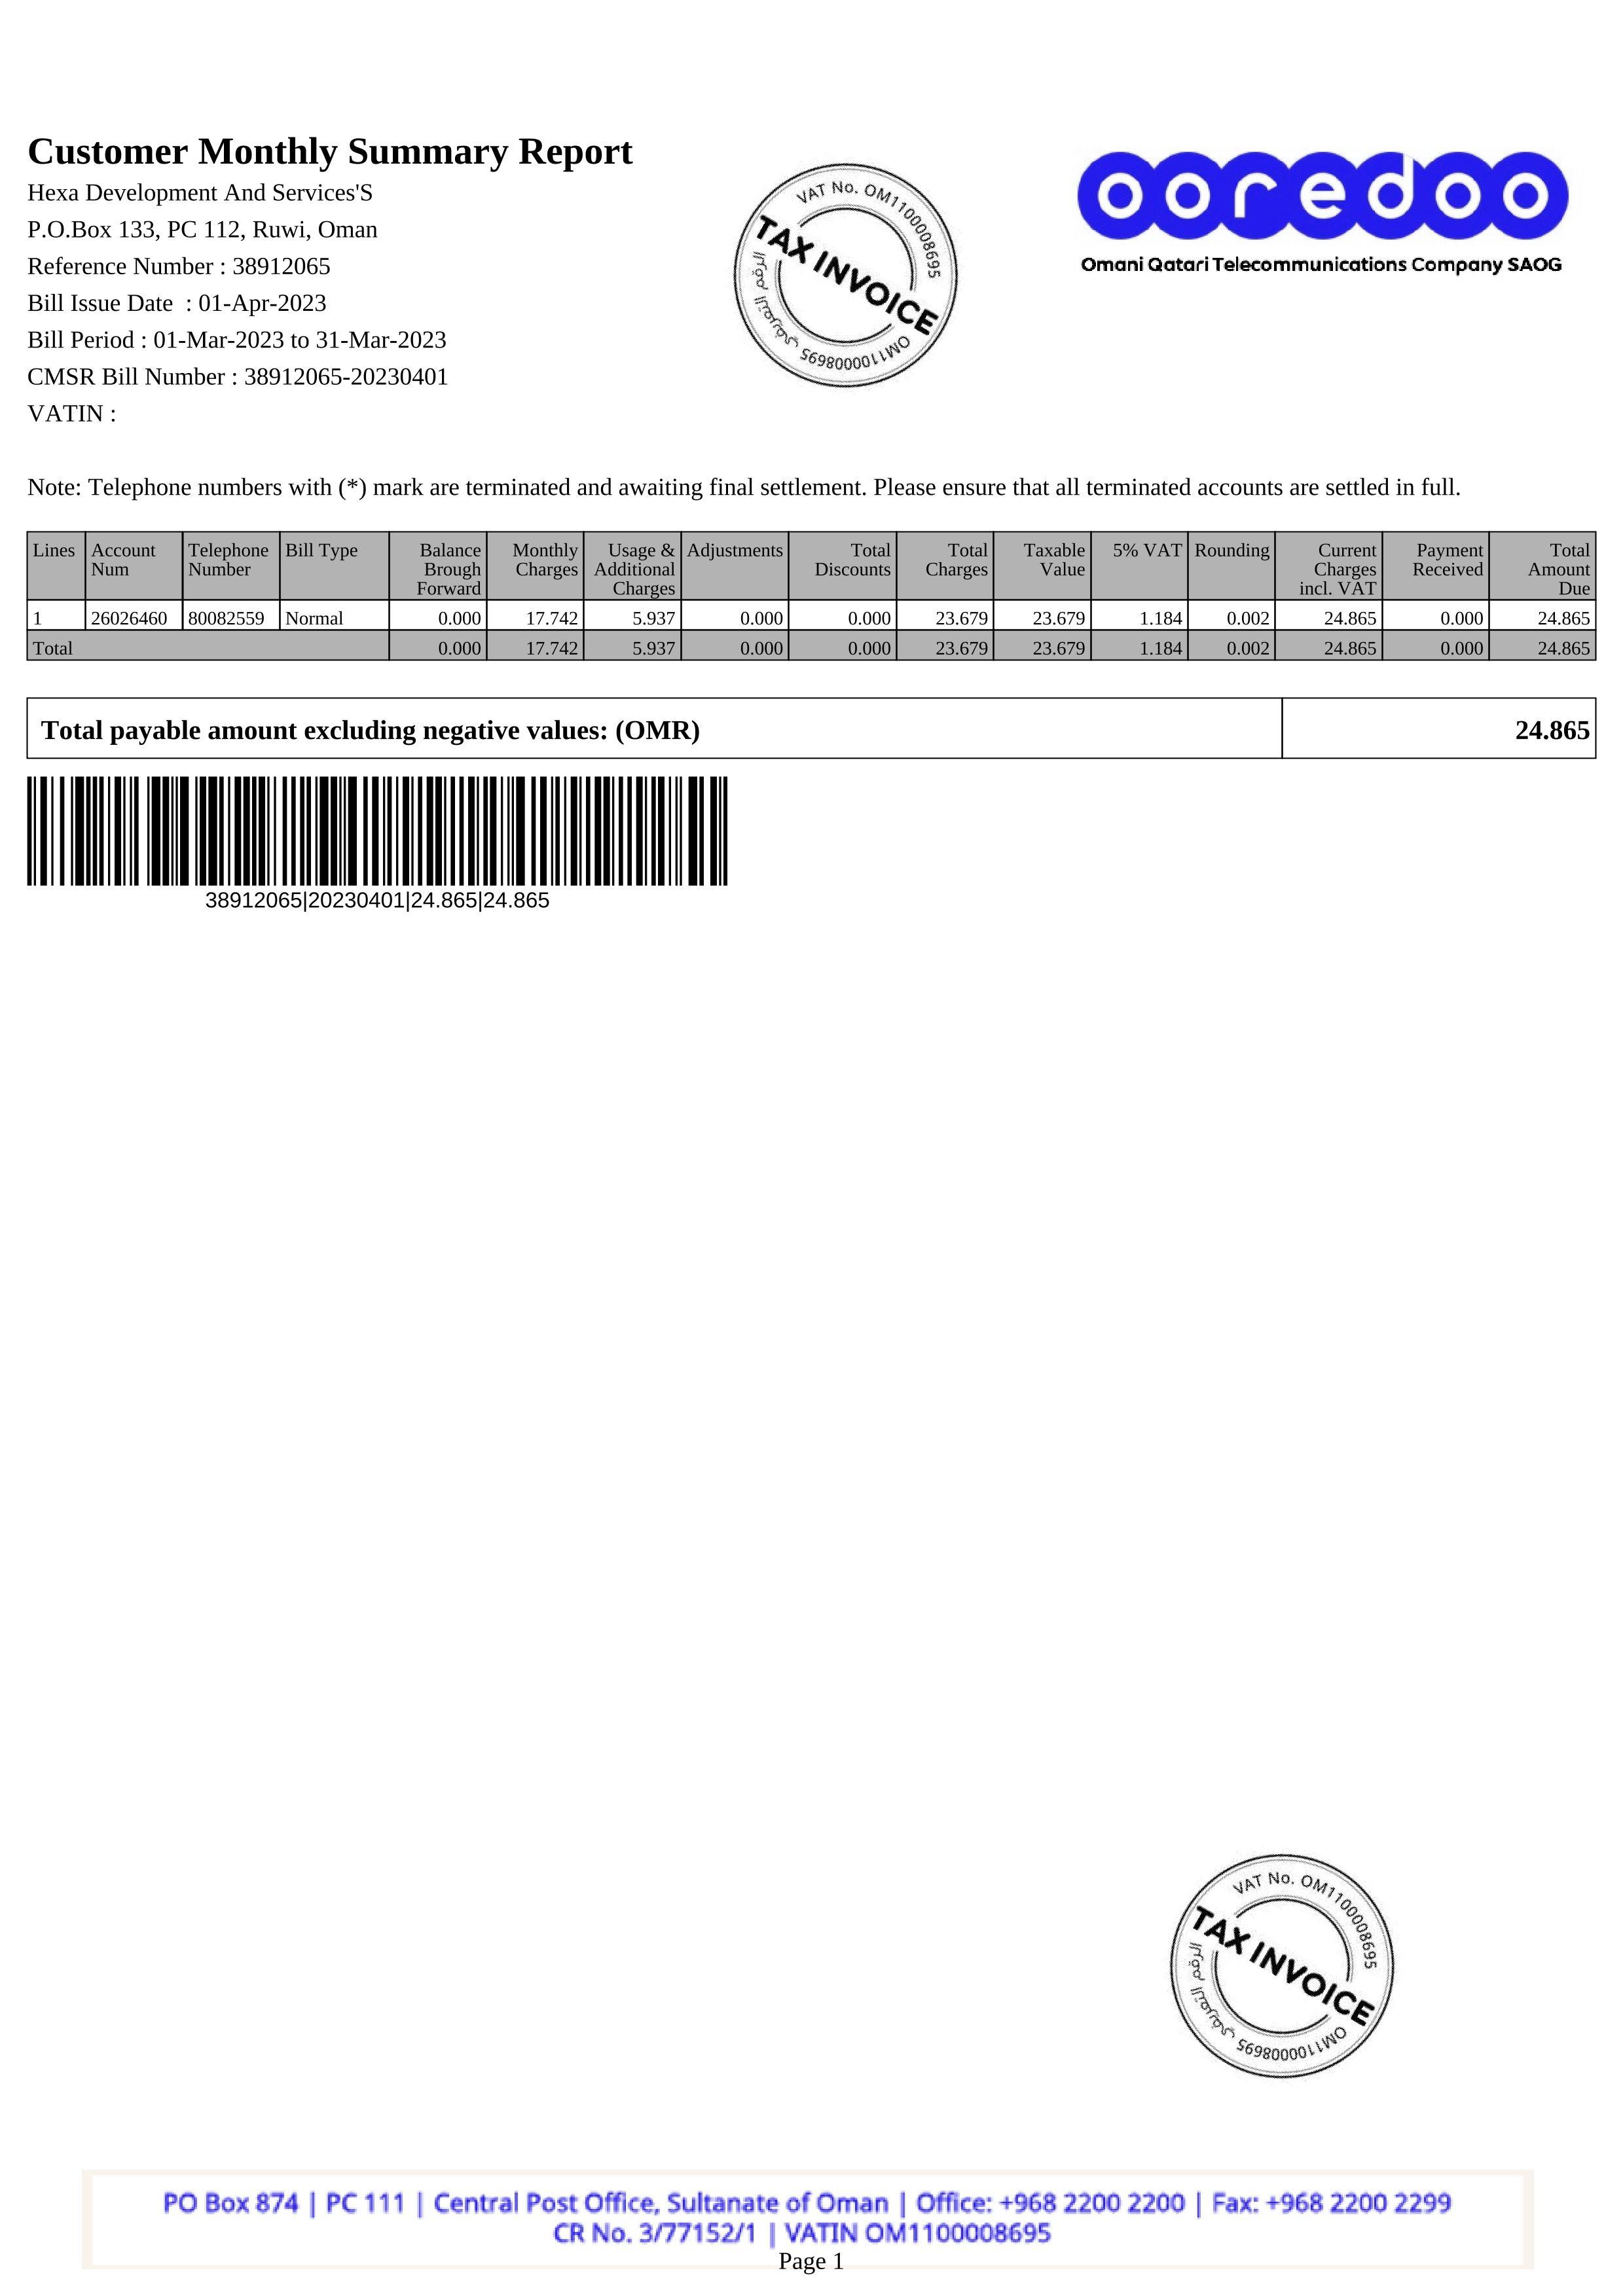 Customer Monthly Summary Report
Hexa Development And Services'S
P.O.Box 133, PC 112, Ruwi, Oman
Reference Number : 38912065
Bill Issue Date : 01-Apr-2023
Bill Period : 01-Mar-2023 to 31-Mar-2023
CMSR Bill Number : 38912065-20230401
VATIN :
VAT No. OM1100008695
TAX INVOICE
الرقم الضريبي OM1100008695
ooredoo
Omani Qatari Telecommunications Company SAOG
Note: Telephone numbers with (*) mark are terminated and awaiting final settlement. Please ensure that all terminated accounts are settled in full.
Lines Account Num Telephone Number Bill Type Balance Brough Forward Monthly Charges Usage & Additional Charges Adjustments Total Discounts Total Charges Taxable Value 5% VAT Rounding Current Charges incl. VAT Payment Received Total Amount Due
1 26026460 80082559 Normal 0.000 17.742 5.937 0.000 0.000 23.679 23.679 1.184 0.002 24.865 0.000 24.865
Total 0.000 17.742 5.937 0.000 0.000 23.679 23.679 1.184 0.002 24.865 0.000 24.865
Total payable amount excluding negative values: (OMR) 24.865
38912065|20230401|24.865|24.865
VAT No. OM1100008695
TAX INVOICE
الرقم الضريبي OM1100008695
PO Box 874 | PC 111 | Central Post Office, Sultanate of Oman | Office: +968 2200 2200 | Fax: +968 2200 2299
CR No. 3/77152/1 | VATIN OM1100008695
Page 1